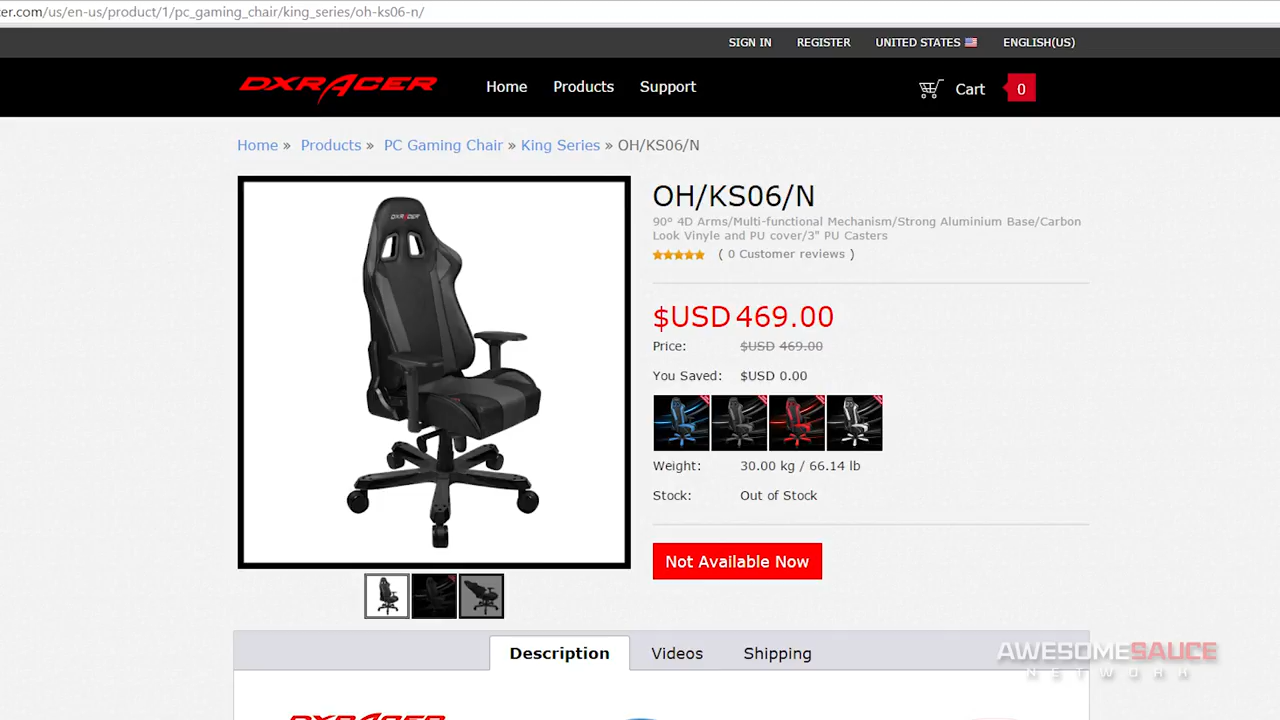 cer.com/us/en-us/product/1/pc_gaming_chair/king_series/oh-ks06-n/
SIGN IN REGISTER UNITED STATES ENGLISH(US)
DXRACER Home Products Support Cart 0
Home » Products » PC Gaming Chair » King Series » OH/KS06/N
DXRACER
OH/KS06/N
90° 4D Arms/Multi-functional Mechanism/Strong Aluminium Base/Carbon
Look Vinyle and PU cover/3" PU Casters
( 0 Customer reviews )
$USD 469.00
Price: $USD 469.00
You Saved: $USD 0.00
Weight: 30.00 kg / 66.14 lb
Stock: Out of Stock
Not Available Now
Description Videos Shipping
AWESOMESAUCE
NETWORK
DXRACER